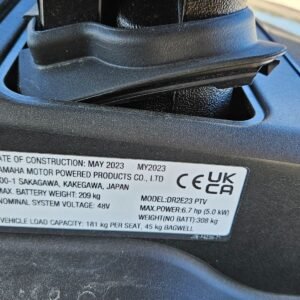 ATE OF CONSTRUCTION: MAY 2023 MY2023
AMAHA MOTOR POWERED PRODUCTS CO., LTD
00-1 SAKAGAWA, KAKEGAWA, JAPAN
MAX. BATTERY WEIGHT: 209 kg
NOMINAL SYSTEM VOLTAGE: 48V
CE UK CA
MODEL: DR2E23 PTV
MAX.POWER: 6.7 hp (5.0 kW)
WEIGHT(NO BATT): 308 kg
VEHICLE LOAD CAPACITY: 181 kg PER SEAT, 45 kg BAGWELL